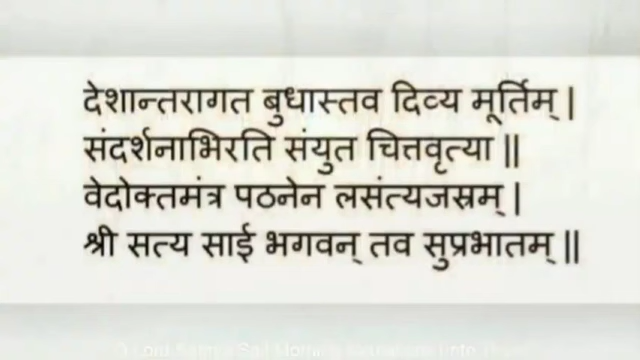 देशान्तरागत बुधास्तव दिव्य मूर्तिम् |
संदर्शनाभिरति संयुत चित्तवृत्या ||
वेदोक्तमंत्र पठनेन लसंत्यजस्रम् |
श्री सत्य साई भगवन् तव सुप्रभातम् ||